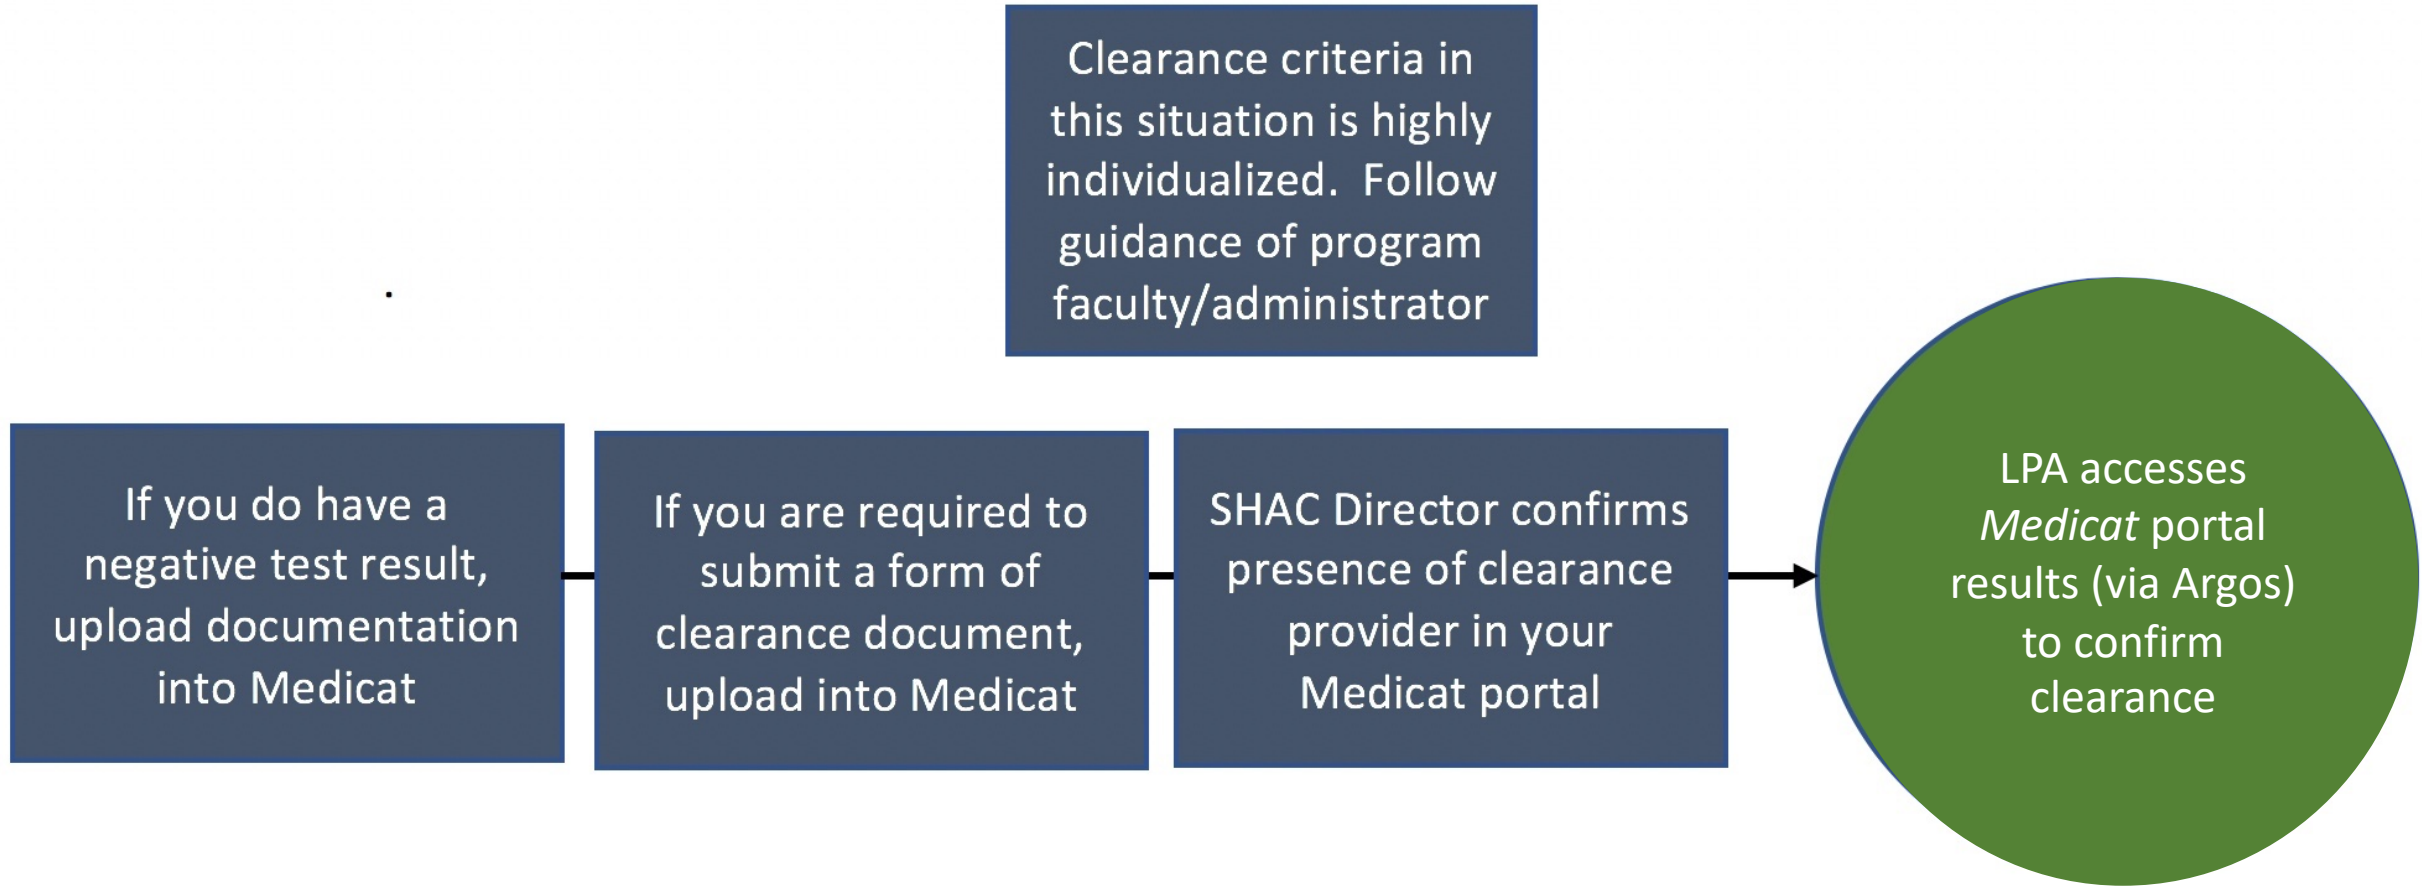 Clearance criteria in
this situation is highly
individualized.  Follow
guidance of program
faculty/administrator
.
If you do have a
negative test result,
upload documentation
into Medicat
If you are required to
submit a form of
clearance document,
upload into Medicat
SHAC Director confirms
presence of clearance
provider in your
Medicat portal
LPA accesses
Medicat portal
results (via Argos)
to confirm
clearance